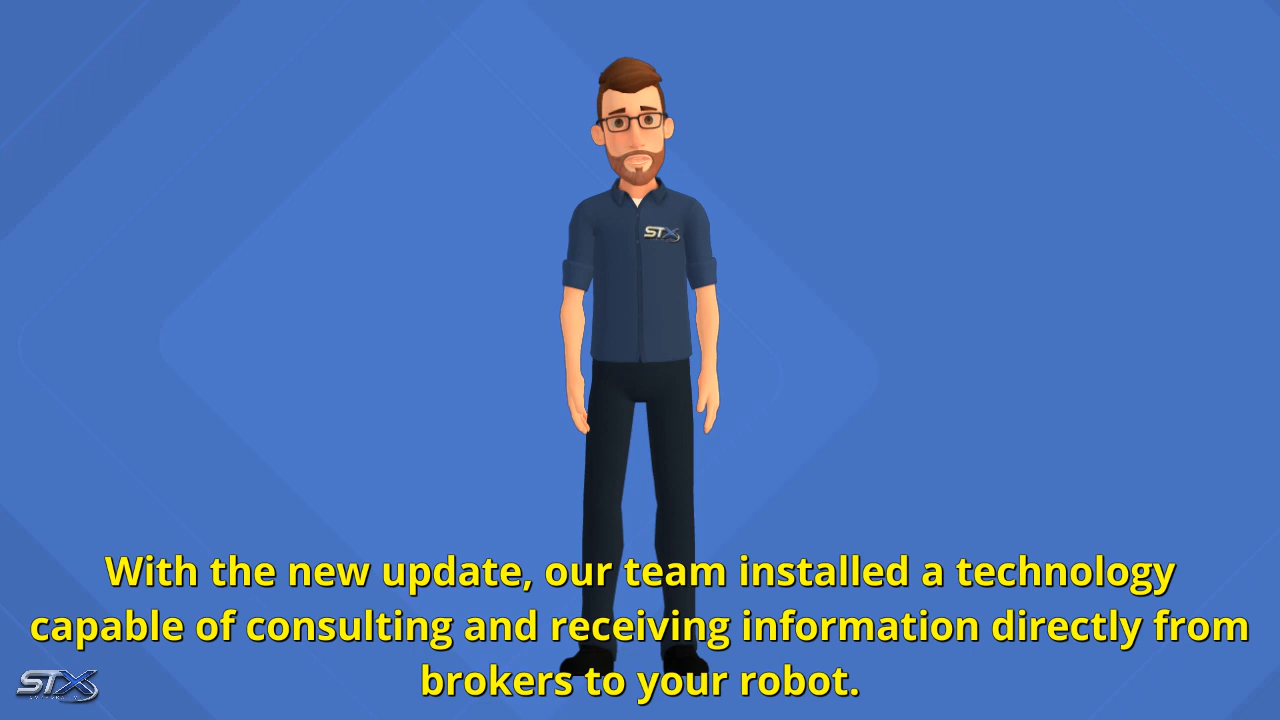 STX
With the new update, our team installed a technology
capable of consulting and receiving information directly from
brokers to your robot.
STX